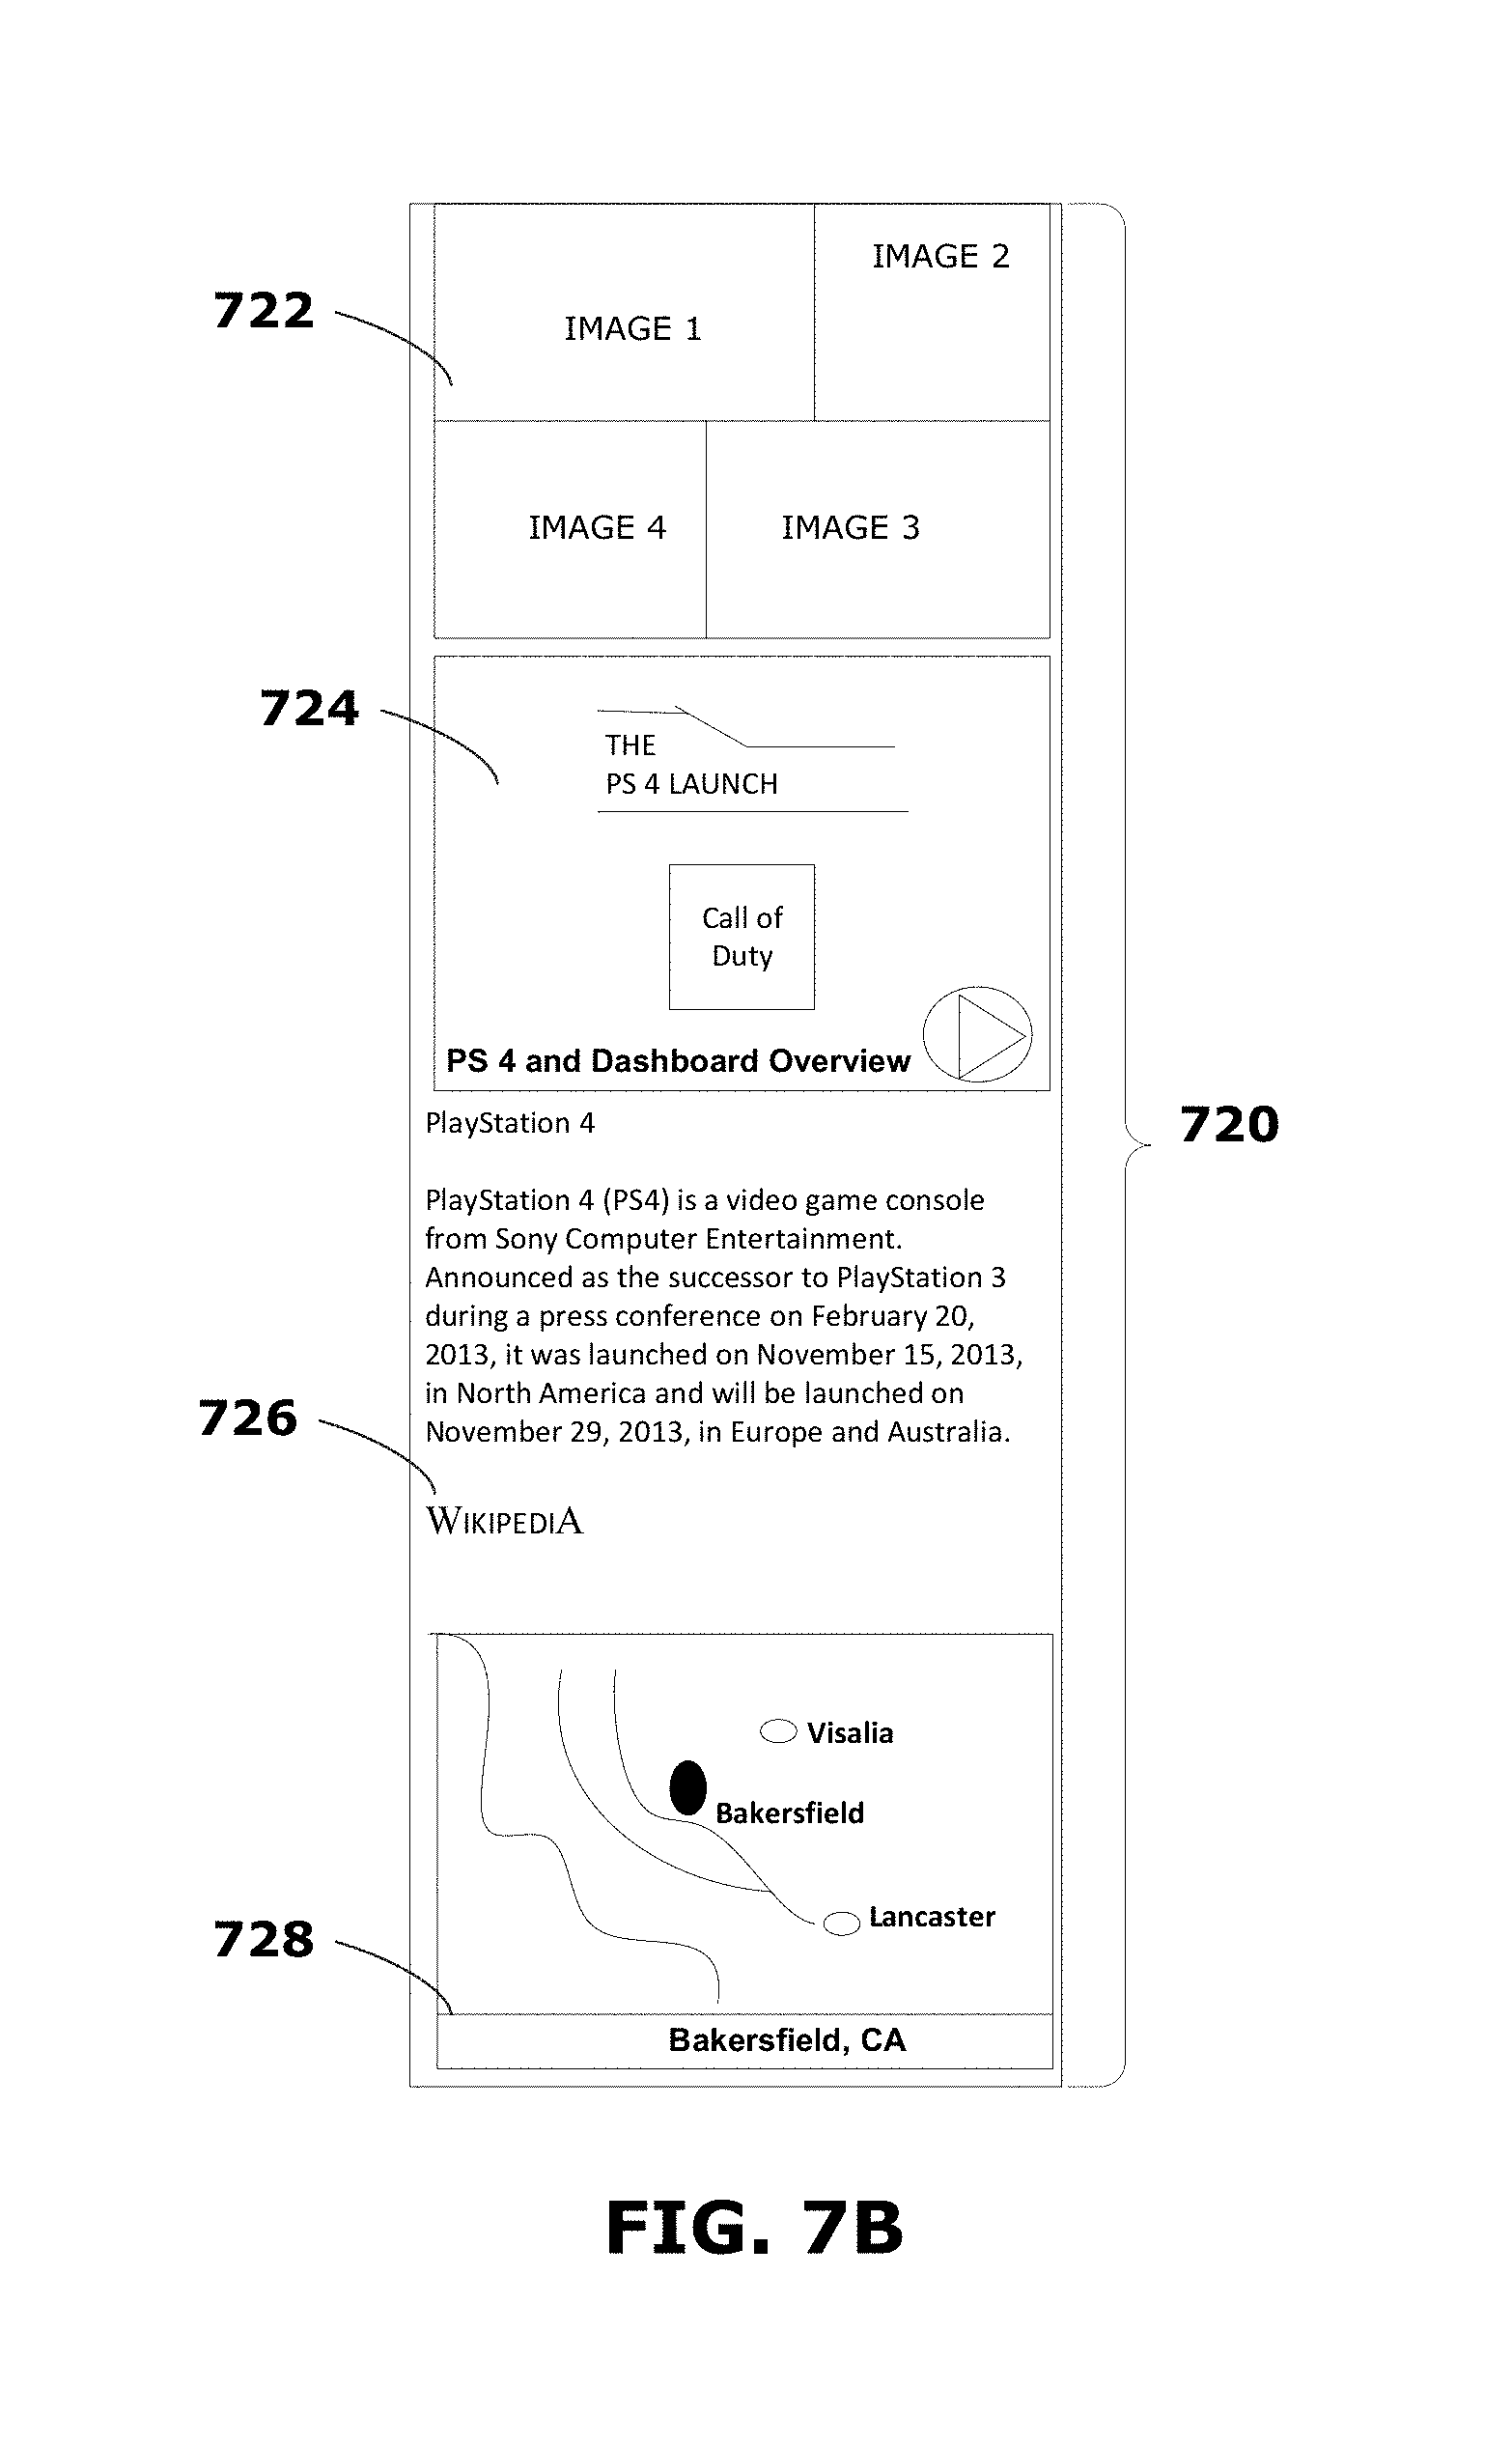 IMAGE 2
722
IMAGE 1
IMAGE 4
IMAGE 3
724
THE
PS 4 LAUNCH
Call of
Duty
PS 4 and Dashboard Overview
PlayStation 4
720
PlayStation 4 (PS4) is a video game console
from Sony Computer Entertainment.
Announced as the successor to PlayStation 3
during a press conference on February 20,
2013, it was launched on November 15, 2013,
in North America and will be launched on
November 29, 2013, in Europe and Australia.
726
WIKIPEDIA
Visalia
Bakersfield
Lancaster
728
Bakersfield, CA
FIG. 7B